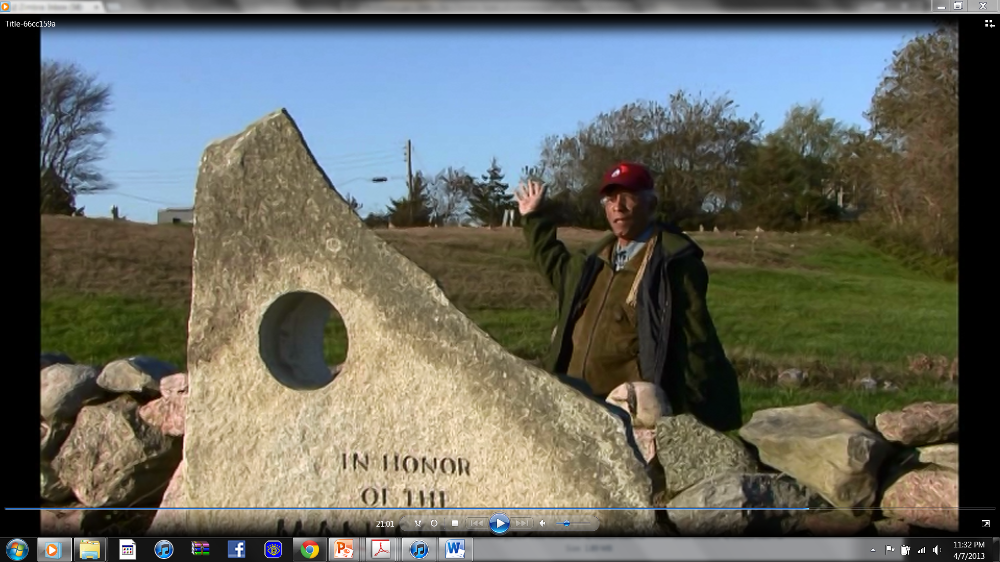 Title-66cc159a
IN HONOR
OF THE
21:01
11:32 PM
4/7/2013